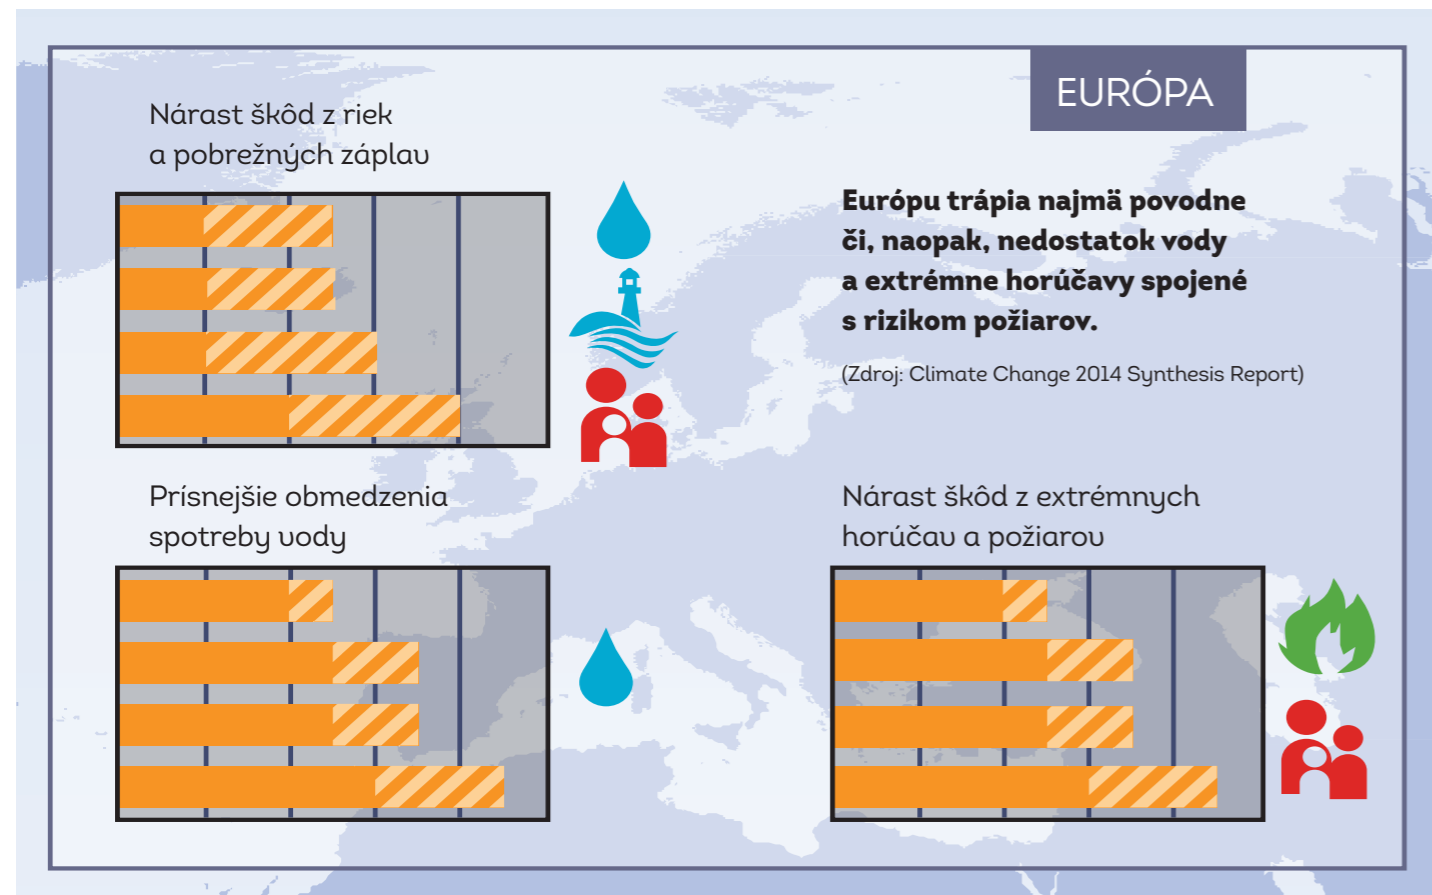 EURÓPA
Nárast škôd z riek
a pobrežných záplav
Európu trápia najmä povodne
či, naopak, nedostatok vody
a extrémne horúčavy spojené
s rizikom požiarov.
(Zdroj: Climate Change 2014 Synthesis Report)
Prísnejšie obmedzenia
spotreby vody
Nárast škôd z extrémnych
horúčav a požiarov